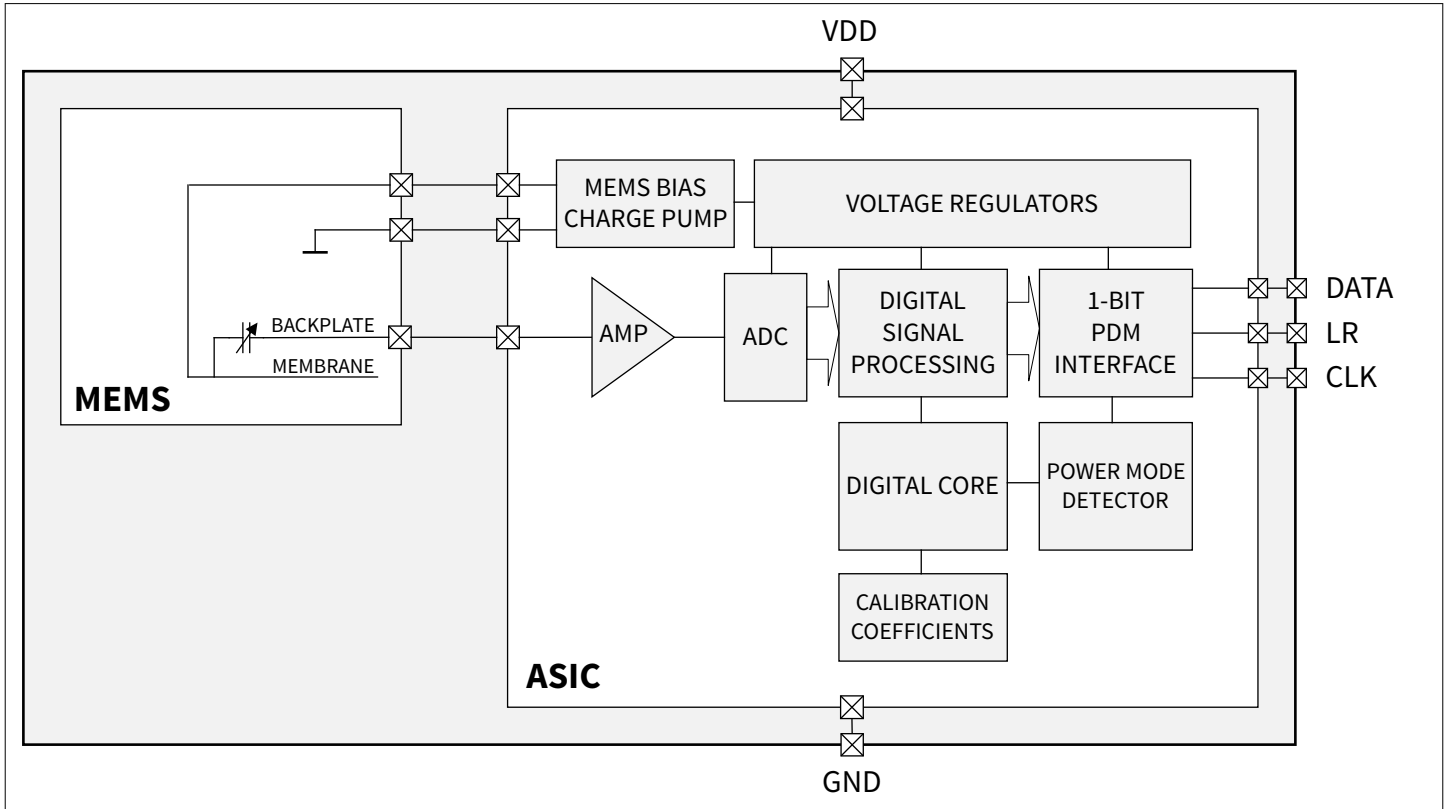 VDD
MEMS BIAS
CHARGE PUMP
VOLTAGE REGULATORS
BACKPLATE
MEMBRANE
MEMS
AMP
ADC
DIGITAL
SIGNAL
PROCESSING
1-BIT
PDM
INTERFACE
DATA
LR
CLK
DIGITAL CORE
POWER MODE
DETECTOR
CALIBRATION
COEFFICIENTS
ASIC
GND